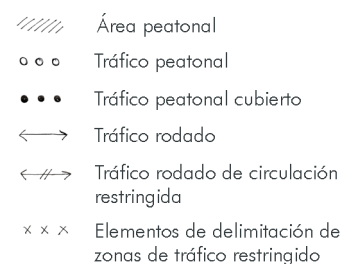 Área peatonal
Tráfico peatonal
Tráfico peatonal cubierto
Tráfico rodado
Tráfico rodado de circulación
restringida
Elementos de delimitación de
zonas de tráfico restringido